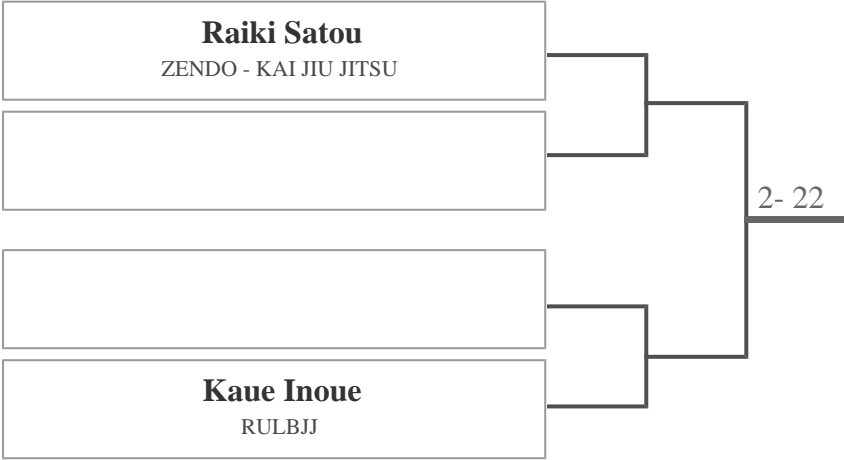 Raiki Satou
ZENDO - KAI JIU JITSU
2- 22
Kaue Inoue
RULBJJ